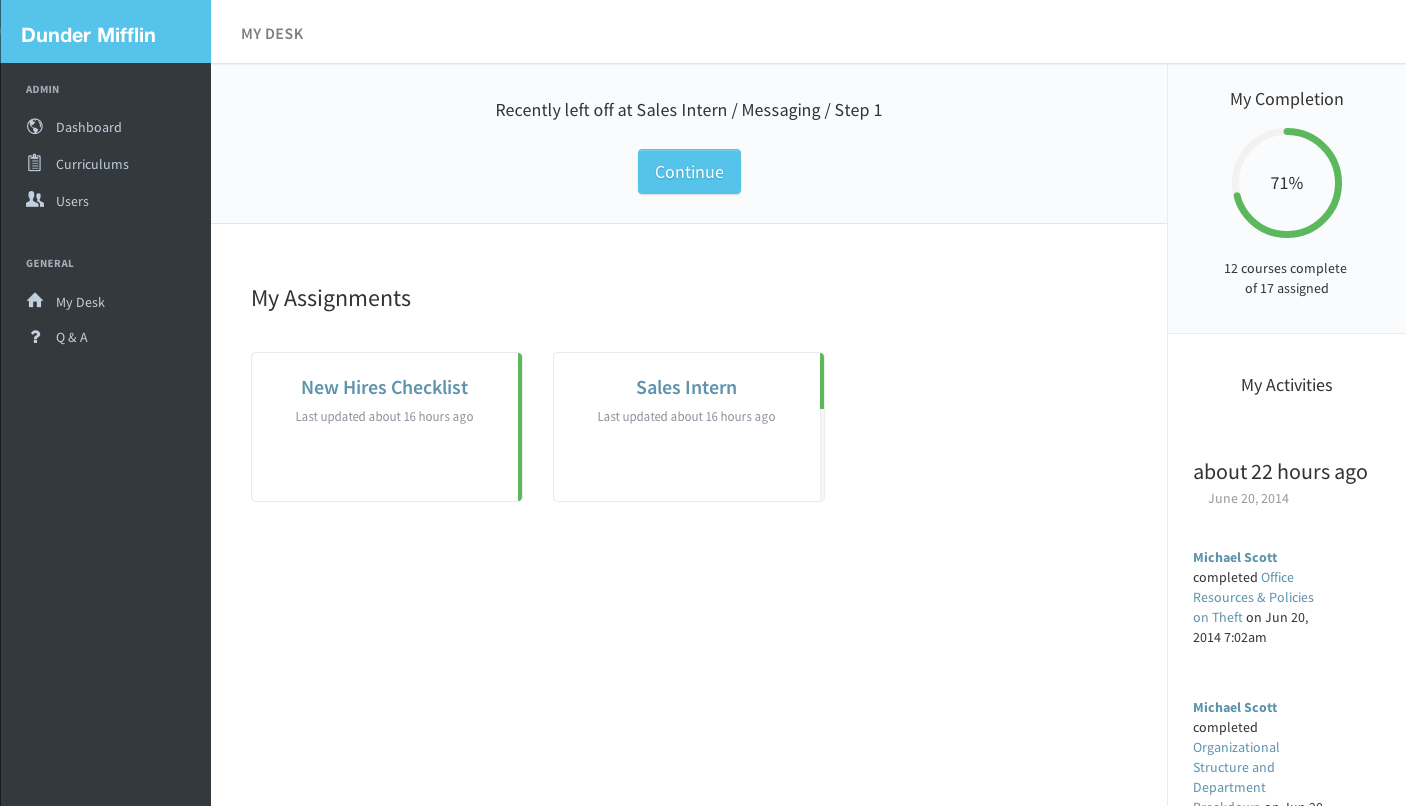 Dunder Mifflin
MY DESK
ADMIN
Dashboard
Curriculums
Users
GENERAL
My Desk
? Q & A
Recently left off at Sales Intern / Messaging / Step 1
Continue
My Assignments
New Hires Checklist
Last updated about 16 hours ago
Sales Intern
Last updated about 16 hours ago
My Completion
71%
12 courses complete
of 17 assigned
My Activities
about 22 hours ago
June 20, 2014
Michael Scott
completed Office
Resources & Policies
on Theft on Jun 20,
2014 7:02am
Michael Scott
completed
Organizational
Structure and
Department
Breakdown on Jun 20